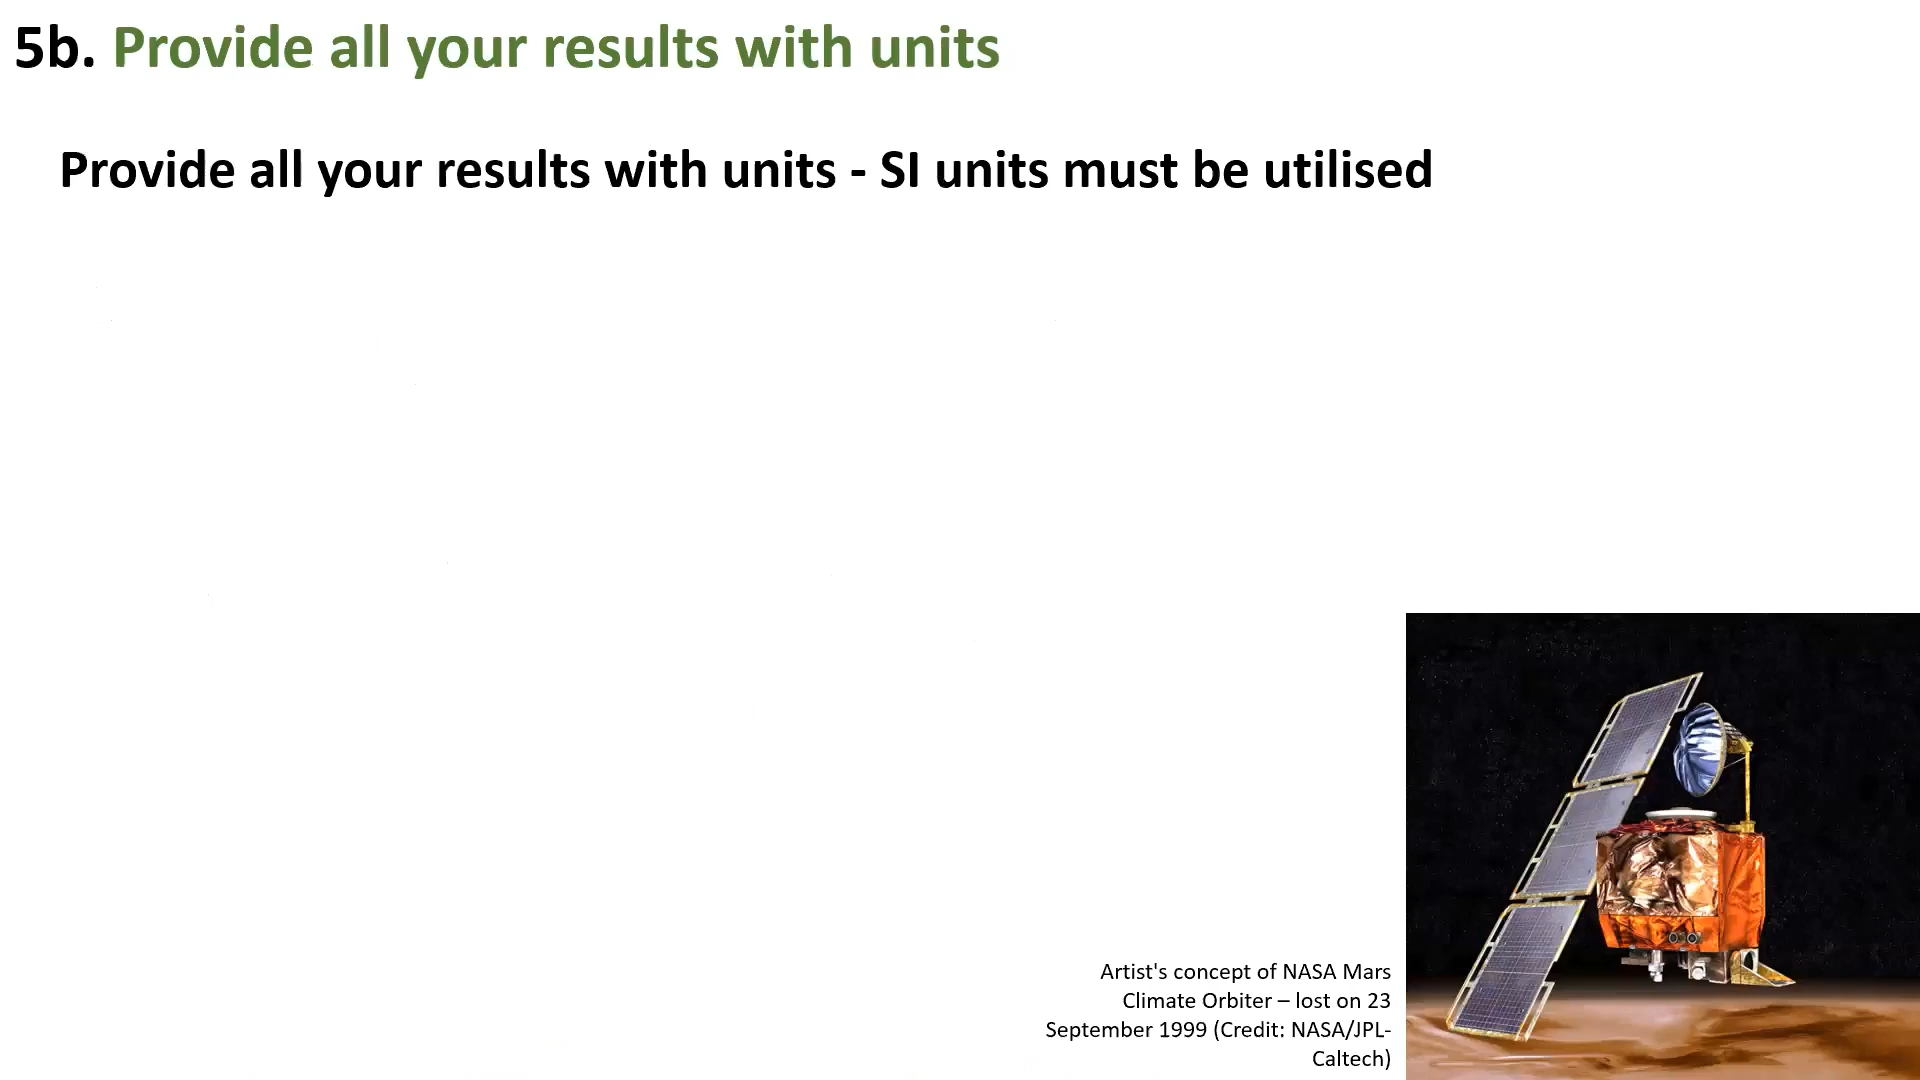 5b. Provide all your results with units
Provide all your results with units - SI units must be utilised
Artist's concept of NASA Mars
Climate Orbiter – lost on 23
September 1999 (Credit: NASA/JPL-
Caltech)